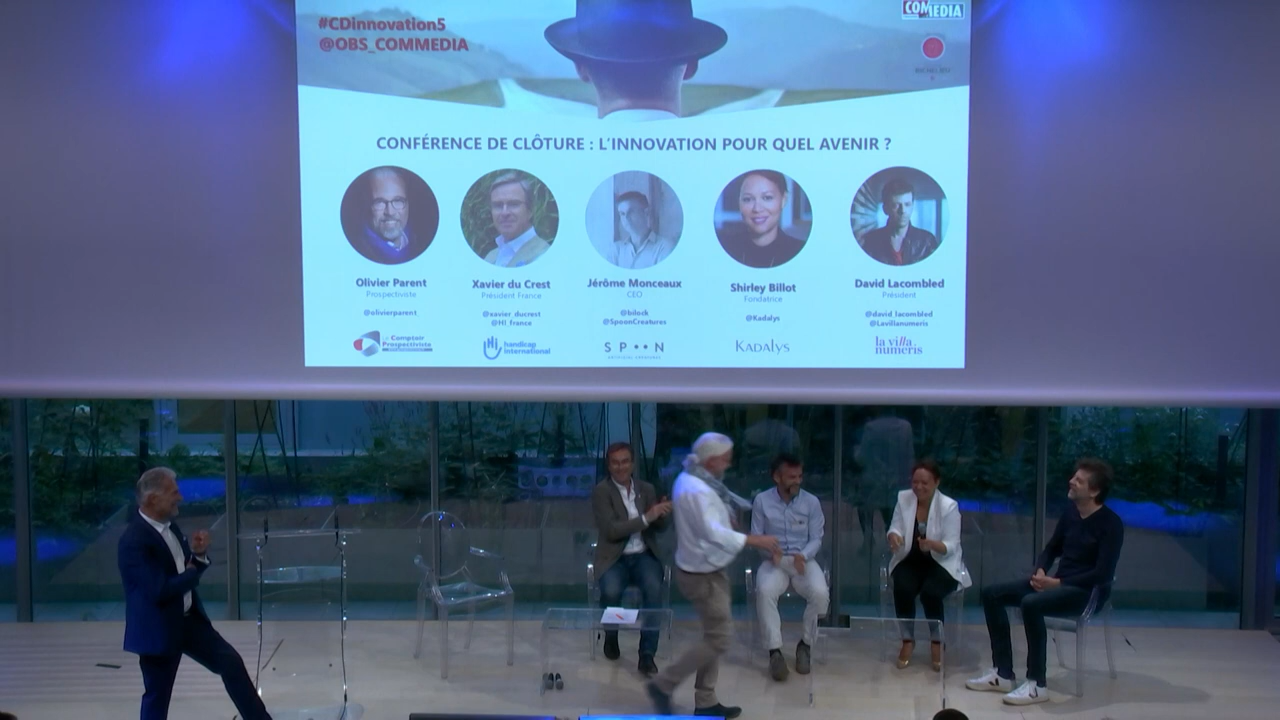 #CDinnovation5
@OBS_COMMEDIA
COMMEDIA
CONFÉRENCE DE CLÔTURE : L'INNOVATION POUR QUEL AVENIR ?
Olivier Parent
Prospectiviste
@olivierparent
Le Comptoir
Prospectiviste
Xavier du Crest
Président France
@xavier_ducrest
@HI_france
handicap
international
Jérôme Monceaux
CEO
@bilock
@SpoonCreatures
SPOON
Shirley Billot
Fondatrice
@Kadalys
KADALYS
David Lacombled
Président
@david_lacombled
@Lavillanumeris
la villa
numeris